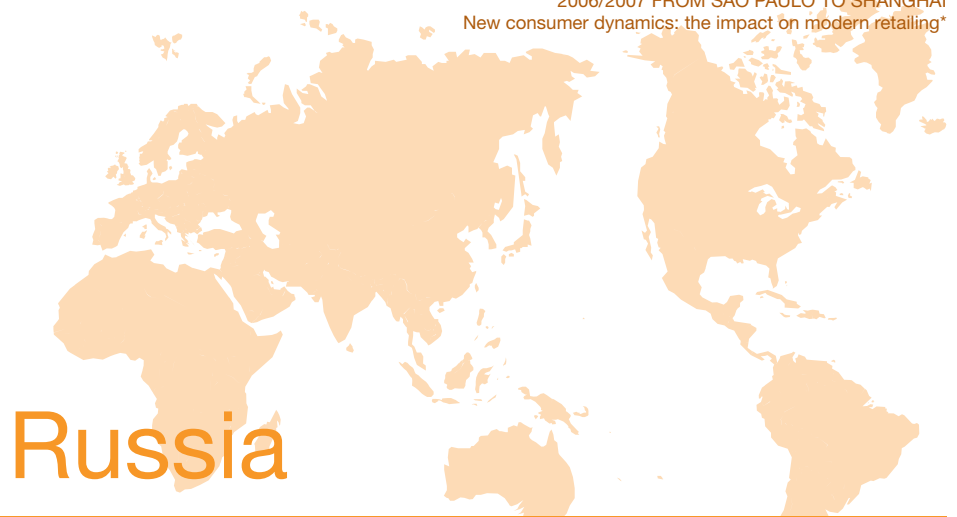 2006/2007 FROM SAO PAULO TO SHANGHAI
New consumer dynamics: the impact on modern retailing*
Russia